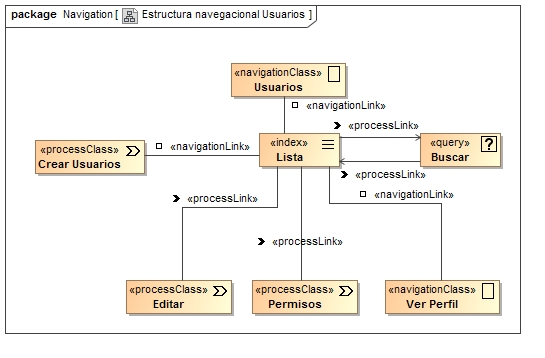 package Navigation [ Estructura navegacional Usuarios ]
«navigationClass»
Usuarios
«navigationLink»
«processLink»
«processClass»
Crear Usuarios
«navigationLink»
«index»
Lista
«query»
Buscar
?
«processLink»
«navigationLink»
«processLink»
«processLink»
«processClass»
Editar
«processClass»
Permisos
«navigationClass»
Ver Perfil